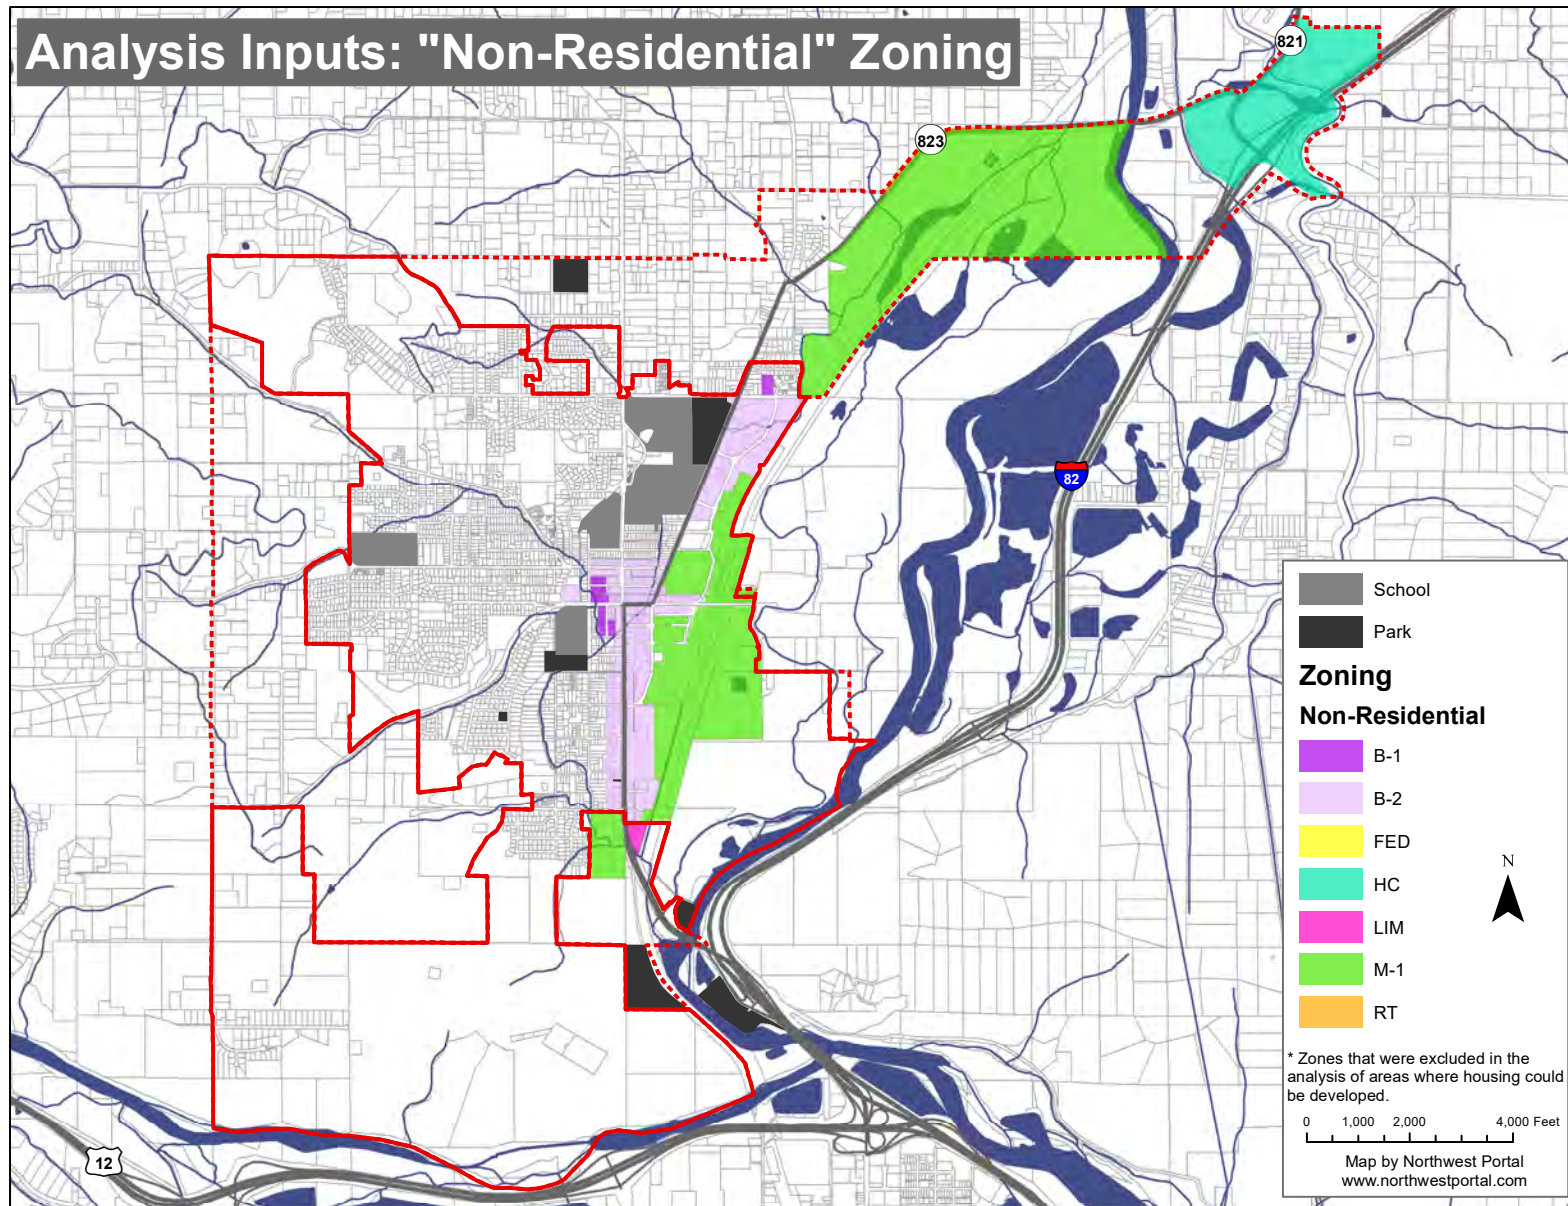 Analysis Inputs: "Non-Residential" Zoning
821
823
82
12
School
Park
Zoning
Non-Residential
B-1
B-2
FED
HC
LIM
M-1
RT
N
* Zones that were excluded in the
analysis of areas where housing could
be developed.
0 1,000 2,000 4,000 Feet
Map by Northwest Portal
www.northwestportal.com